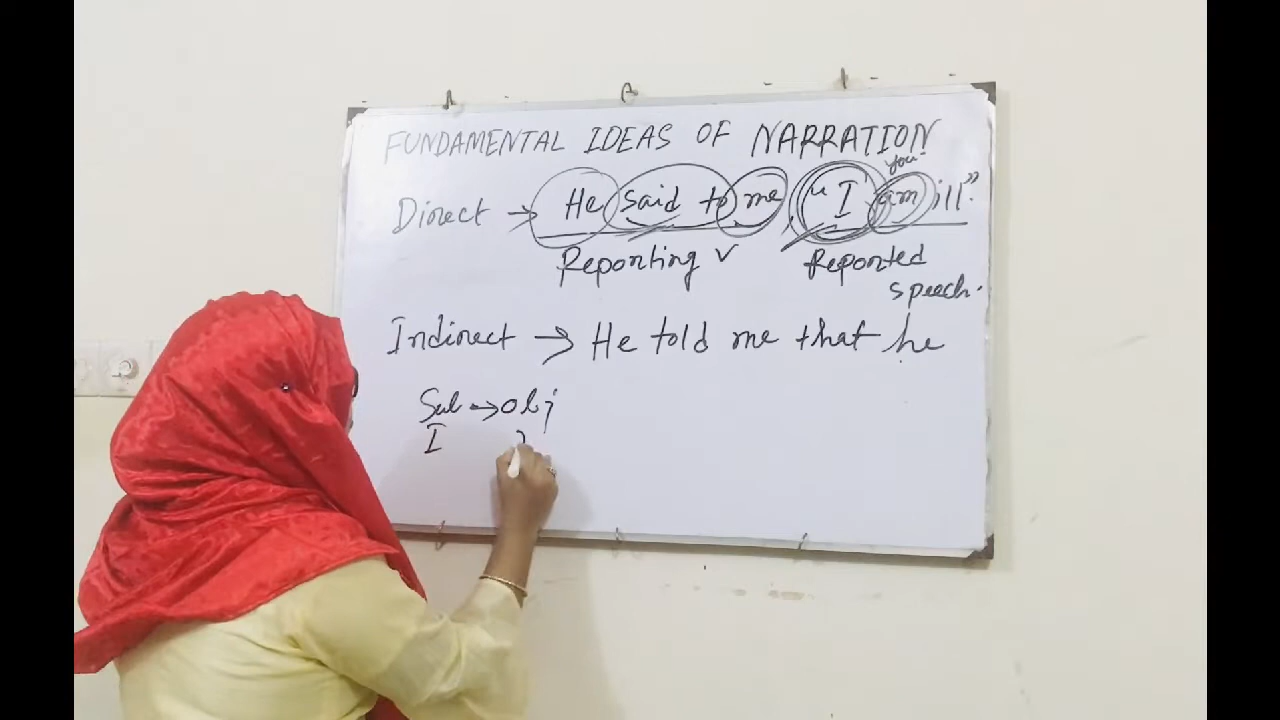 FUNDAMENTAL IDEAS OF NARRATION
you
Direct → He said to me, "I am ill".
Reporting v
Reported speech.
Indirect → He told me that he
Sub → obj
I